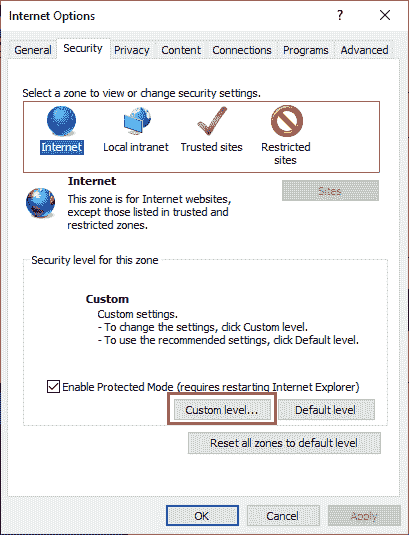 Internet Options
?
General Security Privacy Content Connections Programs Advanced
Select a zone to view or change security settings.
Internet
Local intranet
Trusted sites
Restricted
sites
Internet
Sites
This zone is for Internet websites,
except those listed in trusted and
restricted zones.
Security level for this zone
Custom
Custom settings.
- To change the settings, click Custom level.
- To use the recommended settings, click Default level.
Enable Protected Mode (requires restarting Internet Explorer)
Custom level...
Default level
Reset all zones to default level
OK
Cancel
Apply